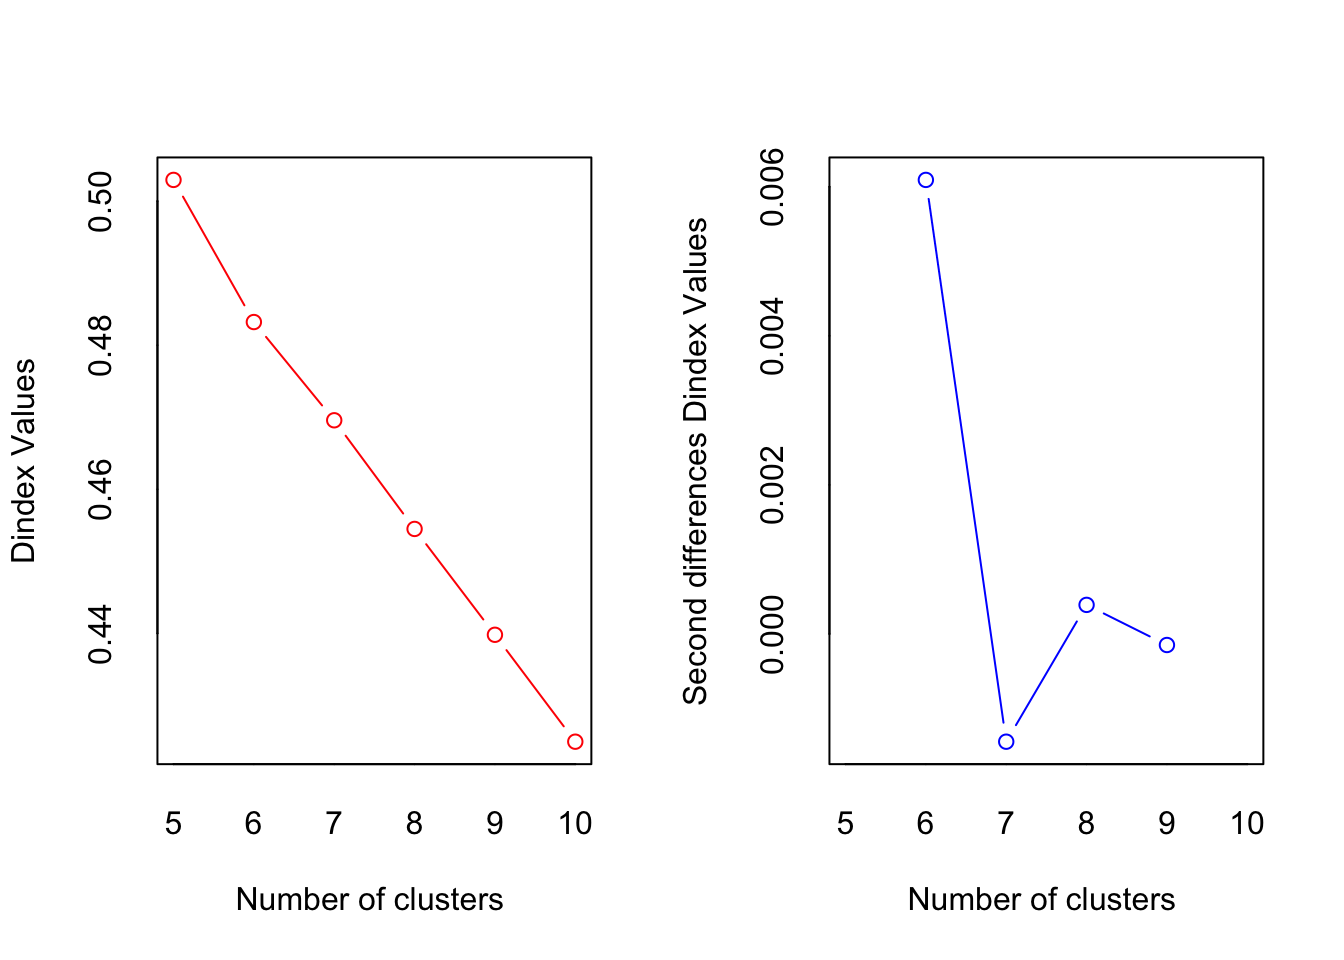 Dindex Values
0.50
0.48
0.46
0.44
5 6 7 8 9 10
Number of clusters
Second differences Dindex Values
0.006
0.004
0.002
0.000
5 6 7 8 9 10
Number of clusters